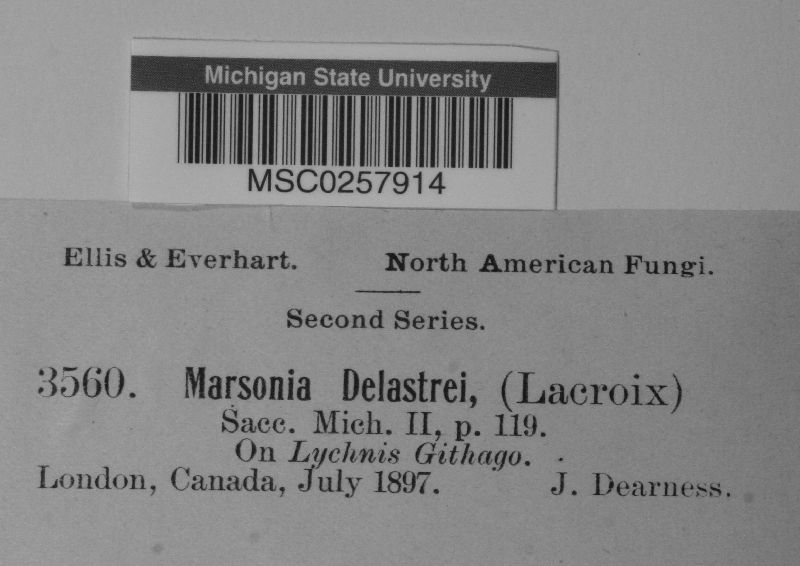 Michigan State University
MSC0257914
Ellis & Everhart. North American Fungi.
Second Series.
3560. Marsonia Delastrei, (Lacroix)
Sacc. Mich. II, p. 119.
On Lychnis Githago.
London, Canada, July 1897. J. Dearness.